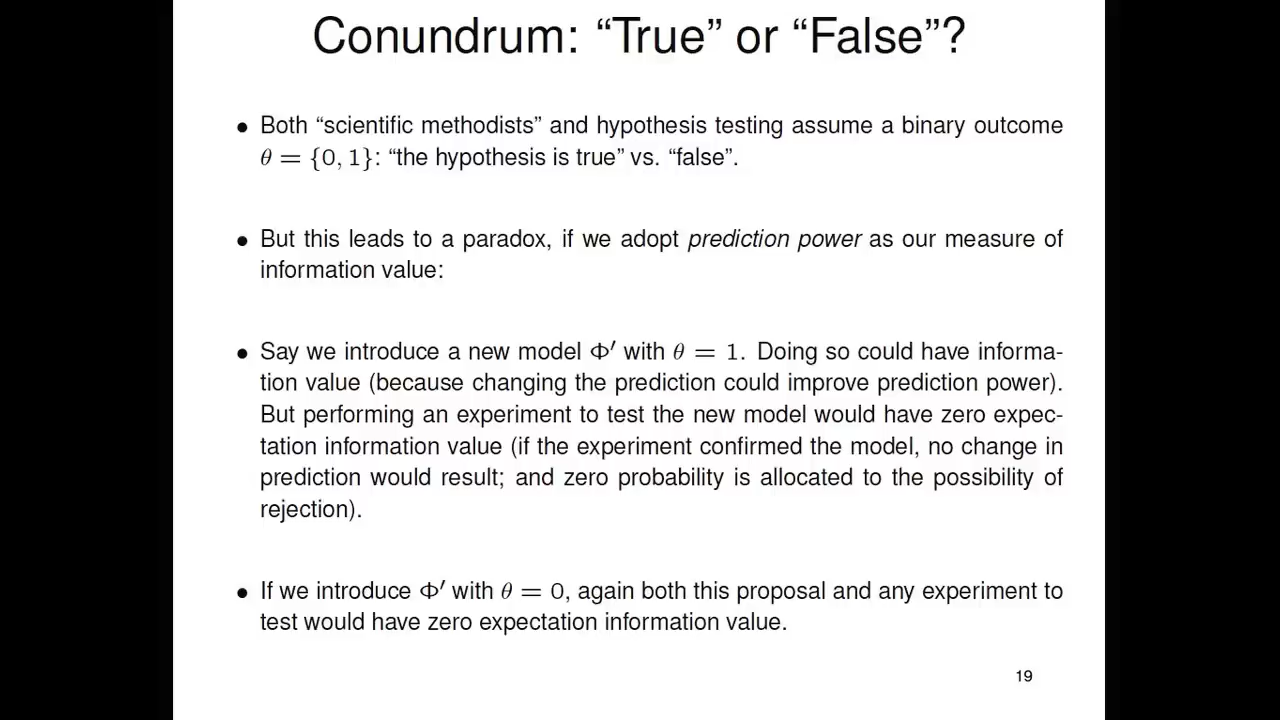 Conundrum: “True” or “False”?
• Both “scientific methodists” and hypothesis testing assume a binary outcome
θ = {0, 1}: “the hypothesis is true” vs. “false”.
• But this leads to a paradox, if we adopt prediction power as our measure of
information value:
• Say we introduce a new model Φ′ with θ = 1. Doing so could have informa-
tion value (because changing the prediction could improve prediction power).
But performing an experiment to test the new model would have zero expec-
tation information value (if the experiment confirmed the model, no change in
prediction would result; and zero probability is allocated to the possibility of
rejection).
• If we introduce Φ′ with θ = 0, again both this proposal and any experiment to
test would have zero expectation information value.
19